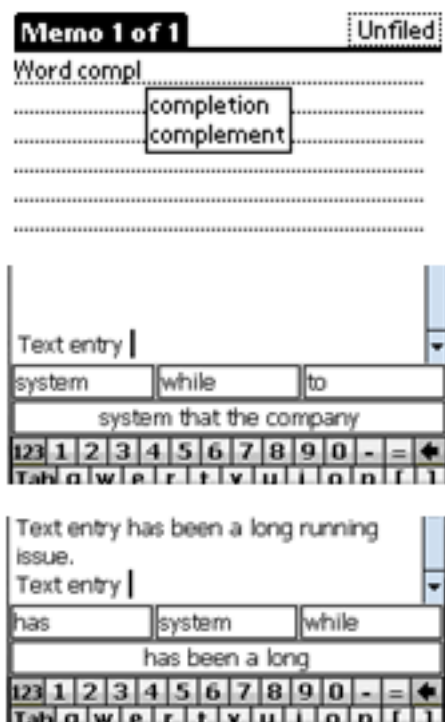 Memo 1 of 1 Unfiled
Word compl
completion
complement
Text entry
system while to
system that the company
123 1 2 3 4 5 6 7 8 9 0 - =
Tab q w e r t y u i o p [ ]
Text entry has been a long running
issue.
Text entry
has system while
has been a long
123 1 2 3 4 5 6 7 8 9 0 - =
Tab q w e r t y u i o p [ ]